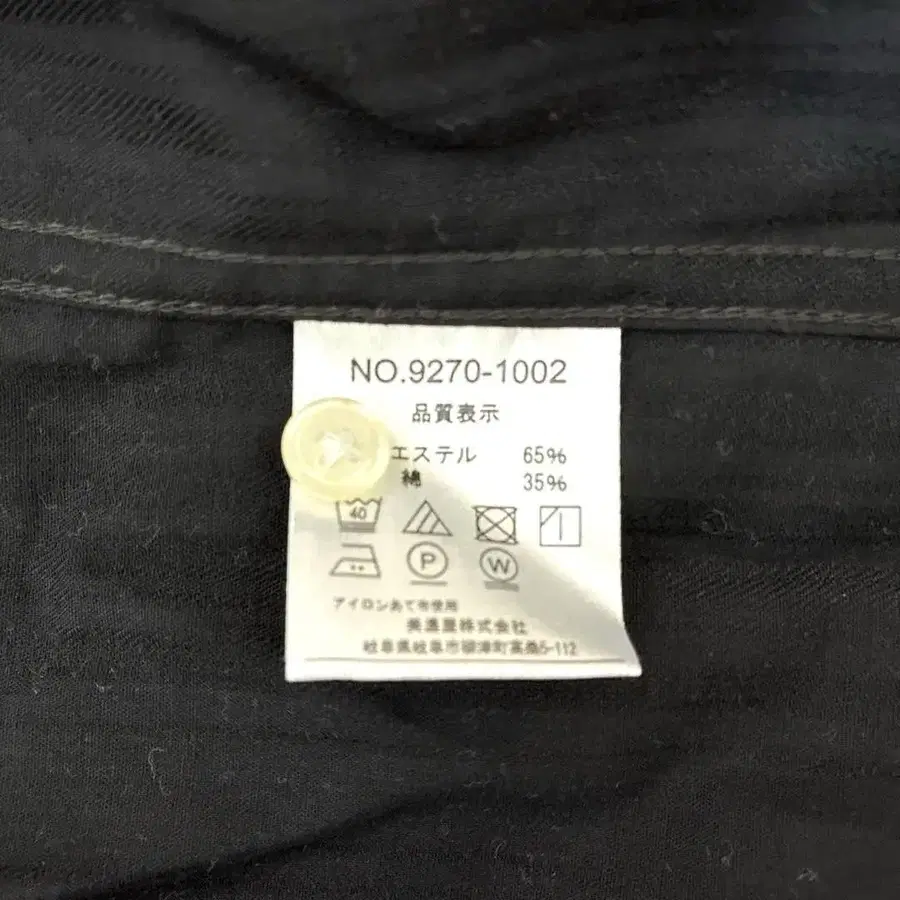 NO.9270-1002
品質表示
エステル 65%
綿 35%
40
P W
アイロンあて布使用
美濃屋株式会社
岐阜県岐阜市柳津町高桑5-112